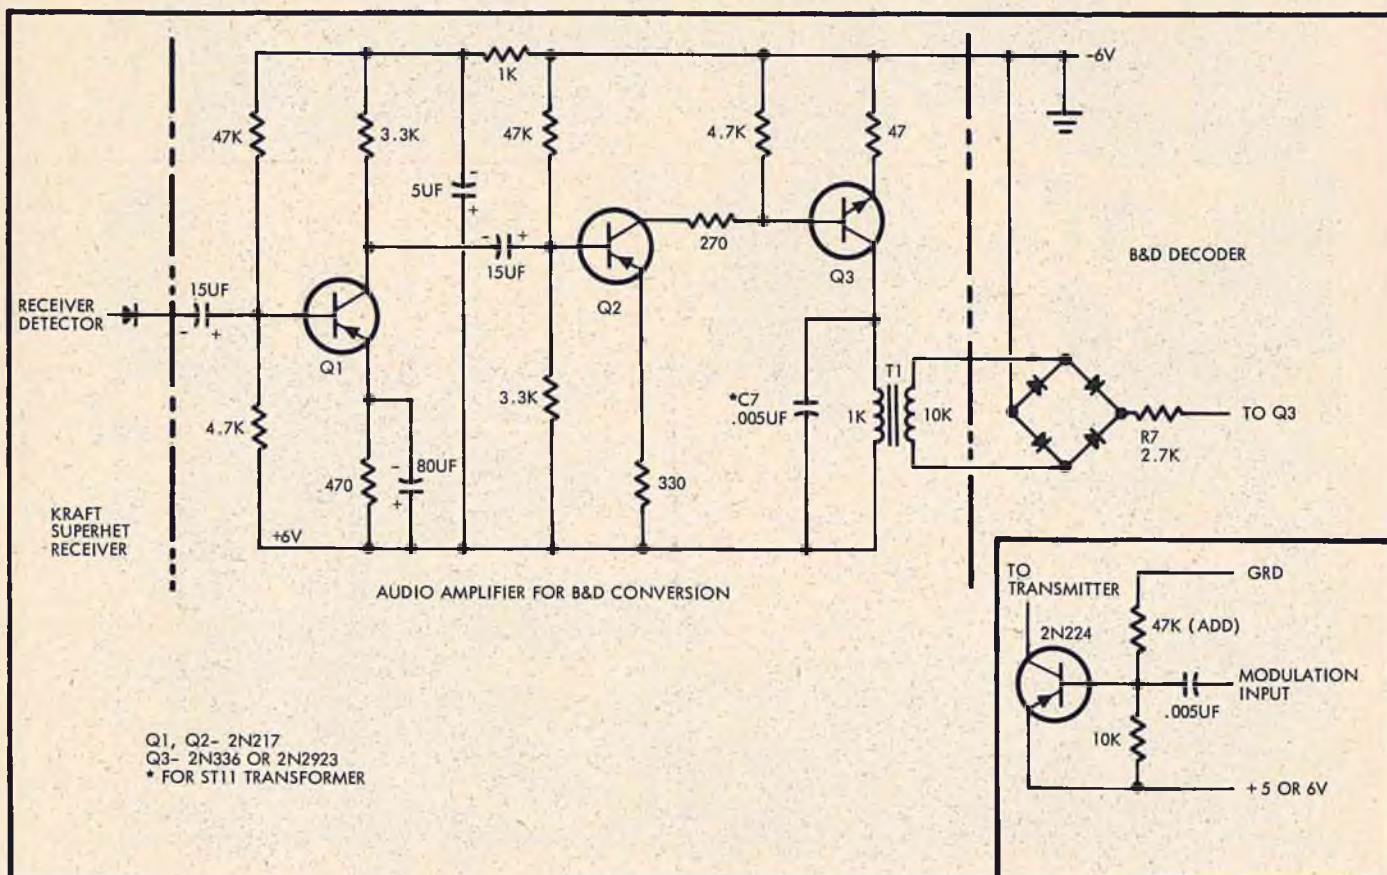 -6V
1K
47K
3.3K
47K
4.7K
47
5UF
-
+
-
+
15UF
270
Q2
Q3
B&D DECODER
RECEIVER
DETECTOR
15UF
-
+
Q1
4.7K
3.3K
*C7
.005UF
T1
1K
10K
TO Q3
R7
2.7K
470
-
+
80UF
330
KRAFT
SUPERHET
RECEIVER
+6V
AUDIO AMPLIFIER FOR B&D CONVERSION
TO
TRANSMITTER
GRD
2N224
47K (ADD)
MODULATION
INPUT
.005UF
10K
+5 OR 6V
Q1, Q2- 2N217
Q3- 2N336 OR 2N2923
* FOR ST11 TRANSFORMER